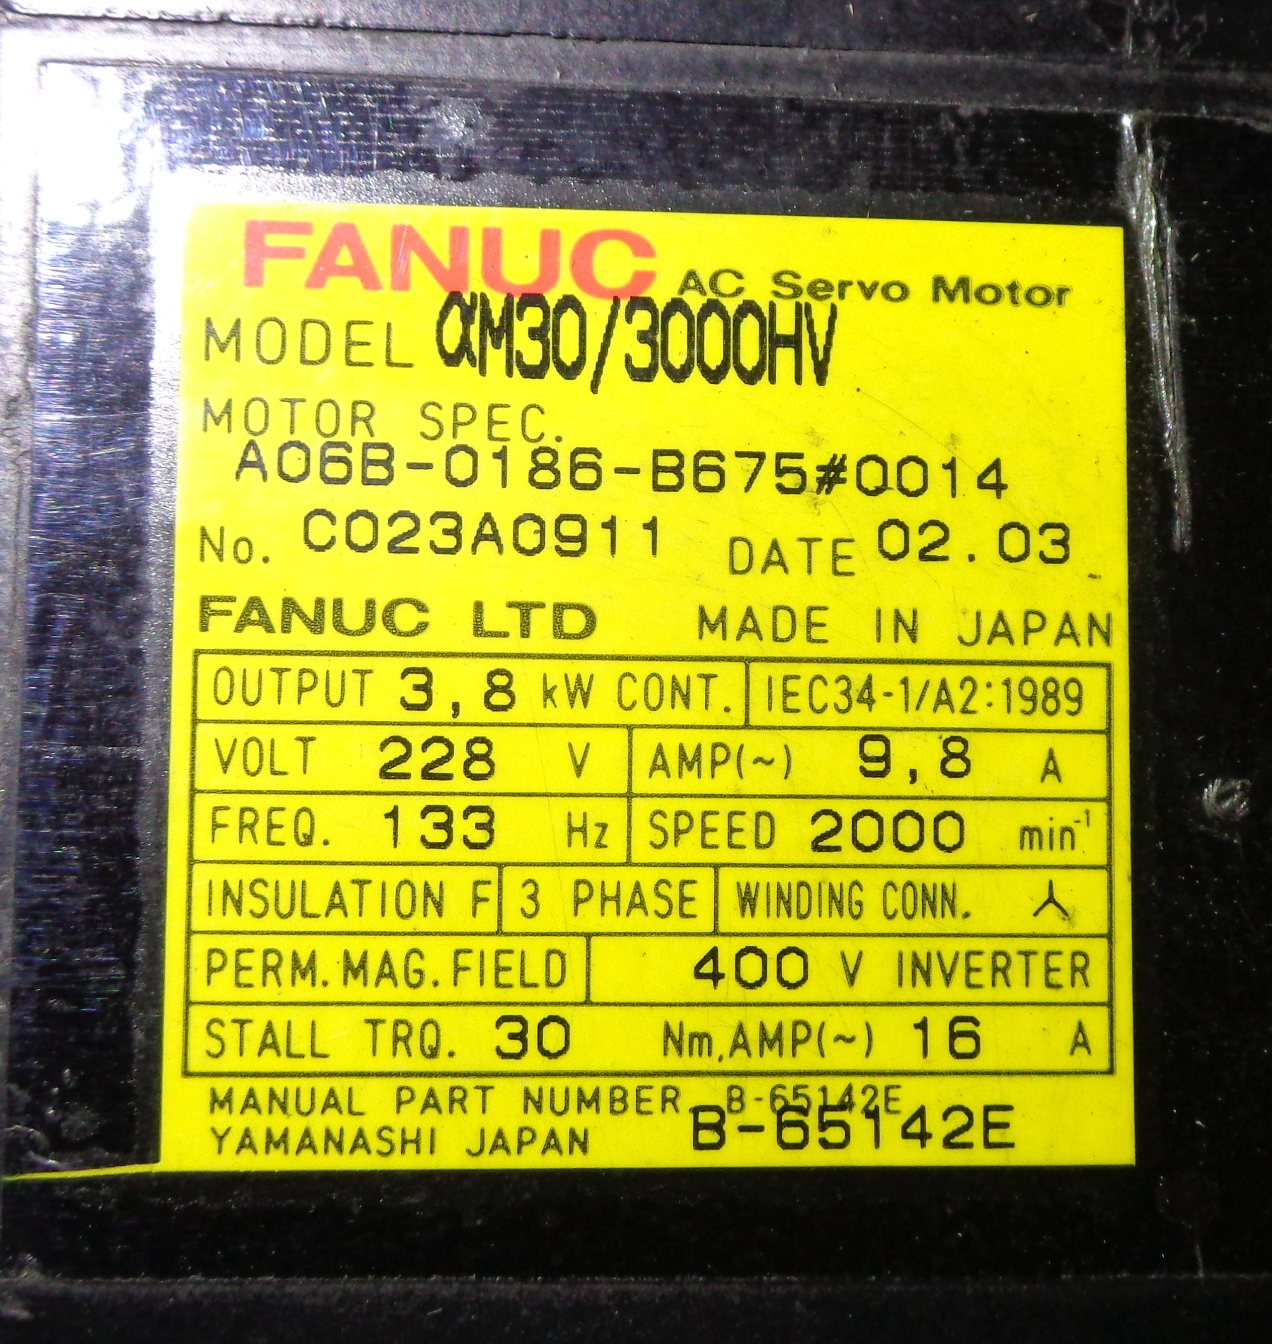 FANUC AC Servo Motor
MODEL αM30/3000HV
MOTOR SPEC.
A06B-0186-B675#0014
No. C023A0911 DATE 02.03
FANUC LTD MADE IN JAPAN
OUTPUT 3,8 kW CONT. IEC34-1/A2:1989
VOLT 228 V AMP(~) 9,8 A
FREQ. 133 Hz SPEED 2000 min⁻¹
INSULATION F 3 PHASE WINDING CONN.
PERM.MAG.FIELD 400 V INVERTER
STALL TRQ. 30 Nm,AMP(~) 16 A
MANUAL PART NUMBER B-65142E
YAMANASHI JAPAN B-65142E